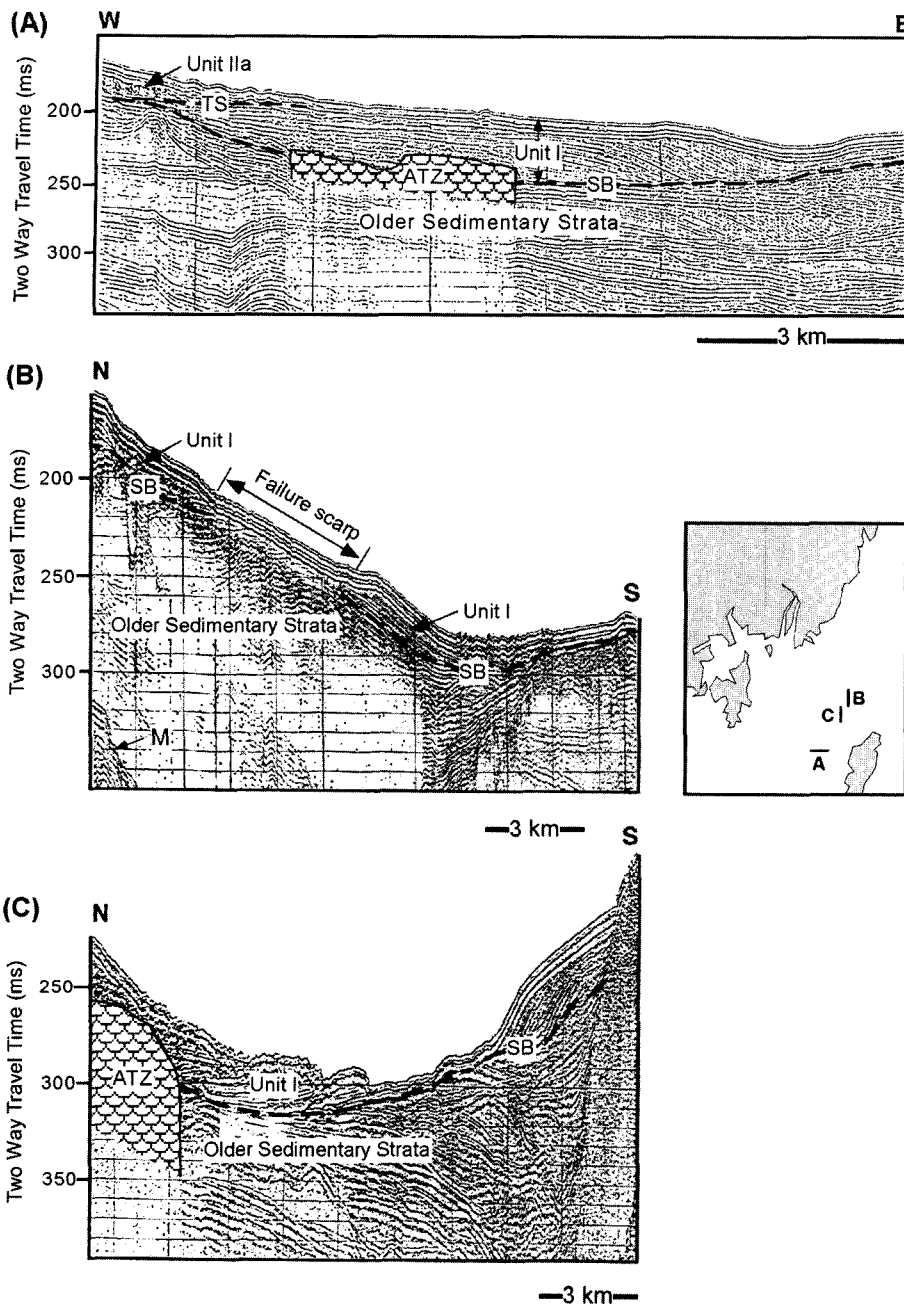 (A)
W
E
Unit IIa
TS
Unit I
ATZ
SB
Older Sedimentary Strata
200
250
300
Two Way Travel Time (ms)
3 km
(B)
N
Unit I
SB
Failure scarp
S
Unit I
SB
Older Sedimentary Strata
M
200
250
300
Two Way Travel Time (ms)
3 km
B
C
A
(C)
N
S
SB
Unit I
ATZ
Older Sedimentary Strata
250
300
350
Two Way Travel Time (ms)
3 km